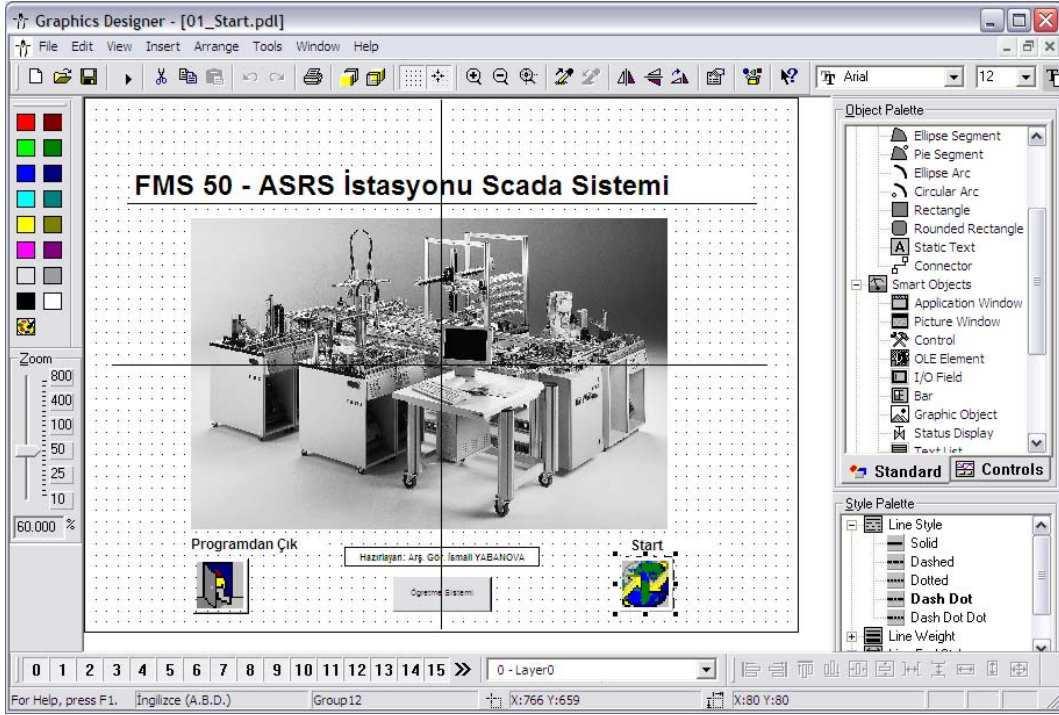 Graphics Designer - [01_Start.pdl]
File Edit View Insert Arrange Tools Window Help
Arial 12
Object Palette
Ellipse Segment
Pie Segment
Ellipse Arc
Circular Arc
Rectangle
Rounded Rectangle
A Static Text
Connector
Smart Objects
Application Window
Picture Window
Control
OLE Element
I/O Field
Bar
Graphic Object
Status Display
Text List
Standard Controls
Style Palette
Line Style
Solid
Dashed
Dotted
Dash Dot
Dash Dot Dot
Line Weight
Zoom
800
400
100
50
25
10
60.000 %
FMS 50 - ASRS İstasyonu Scada Sistemi
Programdan Çık
Hazırlayan: Arş. Gör. İsmail YABANOVA
Start
Öğretme Sistemi
0 1 2 3 4 5 6 7 8 9 10 11 12 13 14 15
0 - Layer0
For Help, press F1. İngilizce (A.B.D.) Group12 X:766 Y:659 X:80 Y:80